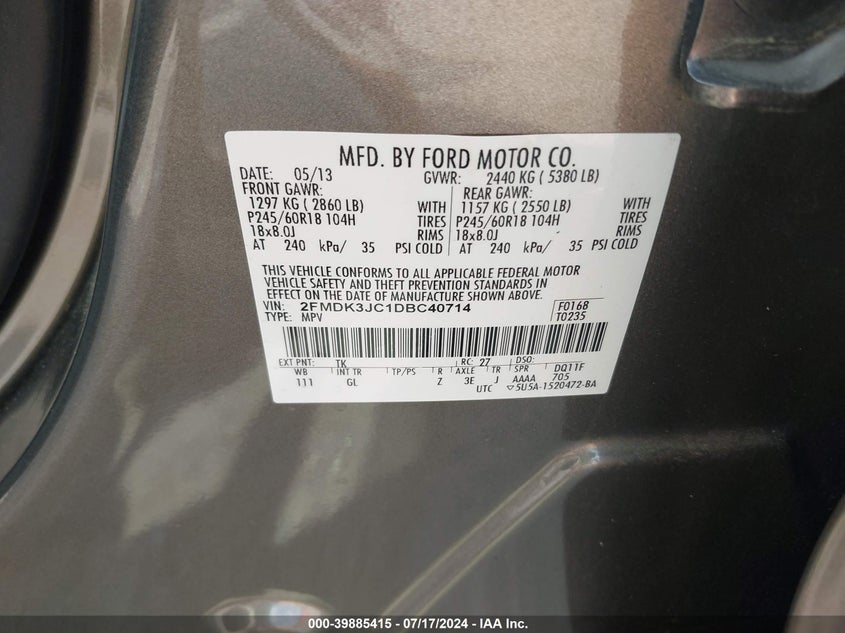 MFD. BY FORD MOTOR CO.
DATE: 05/13 GVWR: 2440 KG ( 5380 LB)
FRONT GAWR: REAR GAWR:
1297 KG ( 2860 LB) WITH 1157 KG ( 2550 LB) WITH
P245/60R18 104H TIRES P245/60R18 104H TIRES
18x8.0J RIMS 18x8.0J RIMS
AT 240 kPa/ 35 PSI COLD AT 240 kPa/ 35 PSI COLD
THIS VEHICLE CONFORMS TO ALL APPLICABLE FEDERAL MOTOR
VEHICLE SAFETY AND THEFT PREVENTION STANDARDS IN
EFFECT ON THE DATE OF MANUFACTURE SHOWN ABOVE.
VIN: 2FMDK3JC1DBC40714 F0168
TYPE: MPV T0235
EXT PNT: TK RC: 27 DSO:
WB INT TR TP/PS R AXLE TR SPR DQ11F
111 GL Z 3E J AAAA 705
UTC ▽5U5A-1520472-BA
000-39885415 - 07/17/2024 - IAA Inc.